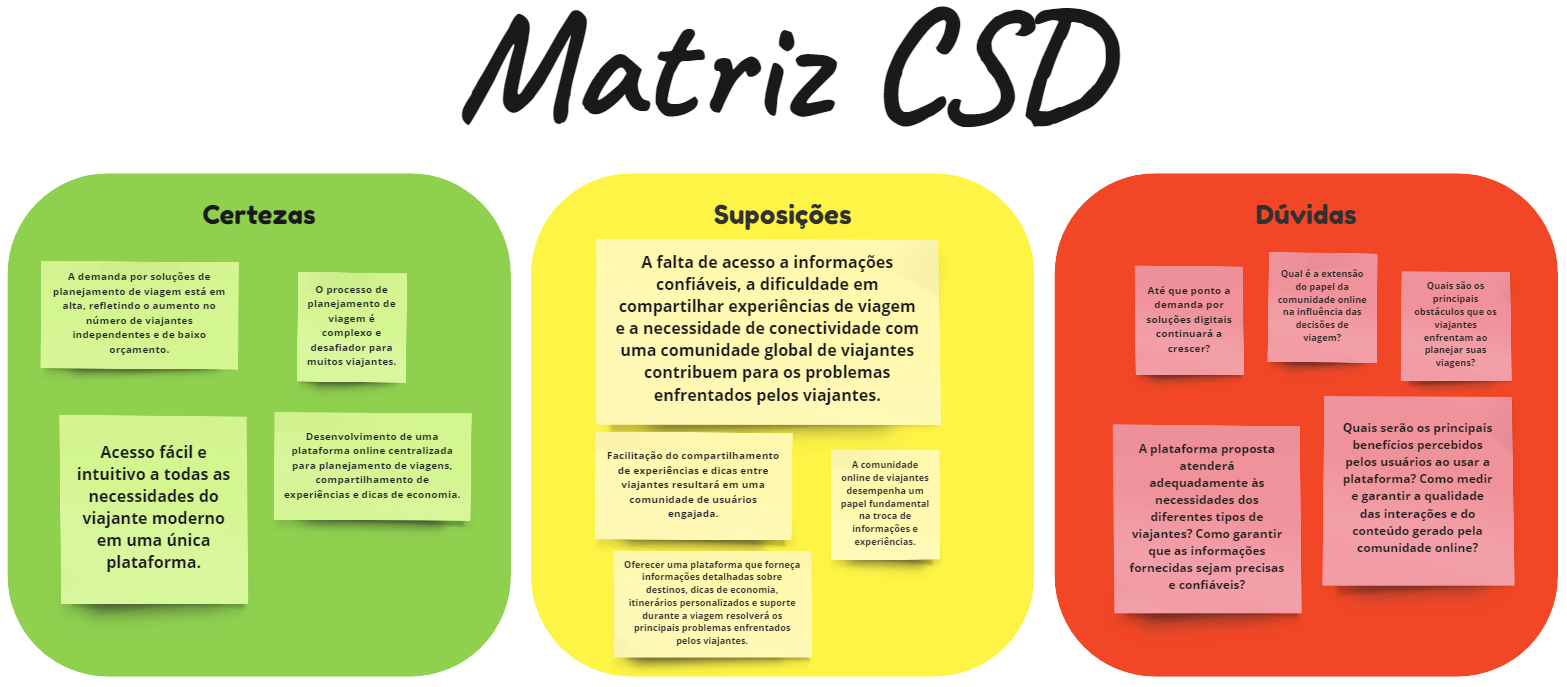 Matriz CSD
Certezas
A demanda por soluções de
planejamento de viagem está em
alta, refletindo o aumento no
número de viajantes
independentes e de baixo
orçamento.
O processo de
planejamento de
viagem é
complexo e
desafiador para
muitos viajantes.
Acesso fácil e
intuitivo a todas as
necessidades do
viajante moderno
em uma única
plataforma.
Desenvolvimento de uma
plataforma online centralizada
para planejamento de viagens,
compartilhamento de
experiências e dicas de economia.
Suposições
A falta de acesso a informações
confiáveis, a dificuldade em
compartilhar experiências de viagem
e a necessidade de conectividade com
uma comunidade global de viajantes
contribuem para os problemas
enfrentados pelos viajantes.
Facilitação do compartilhamento
de experiências e dicas entre
viajantes resultará em uma
comunidade de usuários
engajada.
A comunidade
online de viajantes
desempenha um
papel fundamental
na troca de
informações e
experiências.
Oferecer uma plataforma que forneça
informações detalhadas sobre
destinos, dicas de economia,
itinerários personalizados e suporte
durante a viagem resolverá os
principais problemas enfrentados
pelos viajantes.
Dúvidas
Até que ponto a
demanda por
soluções digitais
continuará a
crescer?
Qual é a extensão
do papel da
comunidade online
na influência das
decisões de
viagem?
Quais são os
principais
obstáculos que os
viajantes
enfrentam ao
planejar suas
viagens?
A plataforma proposta
atenderá
adequadamente às
necessidades dos
diferentes tipos de
viajantes? Como garantir
que as informações
fornecidas sejam precisas
e confiáveis?
Quais serão os principais
benefícios percebidos
pelos usuários ao usar a
plataforma? Como medir
e garantir a qualidade
das interações e do
conteúdo gerado pela
comunidade online?